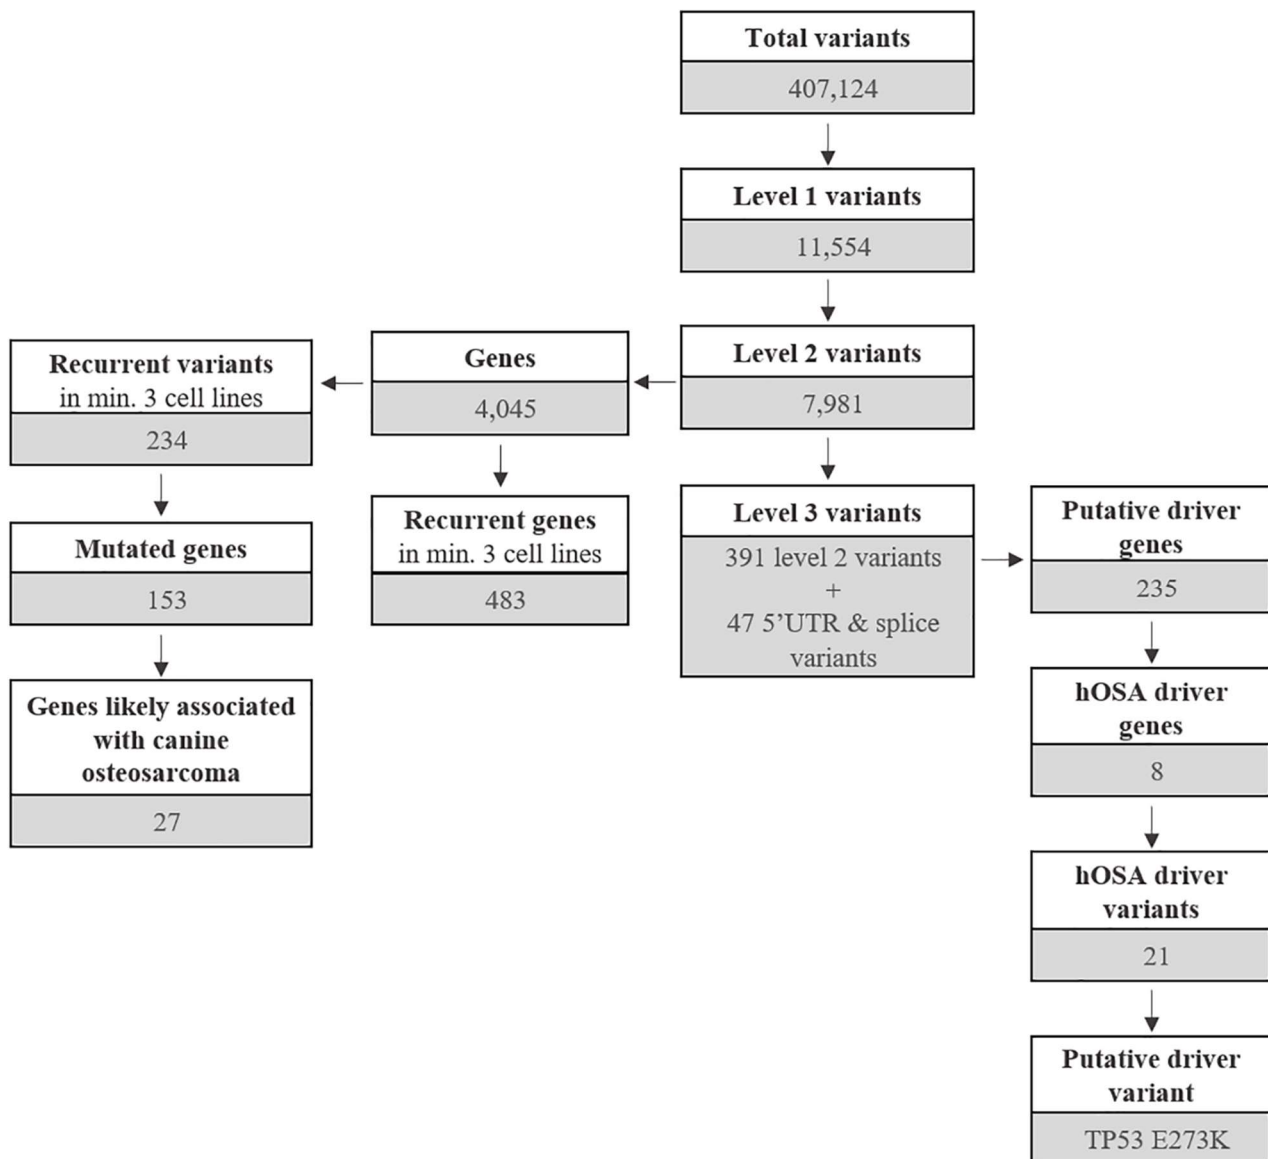 Total variants
407,124
Level 1 variants
11,554
Level 2 variants
7,981
Genes
4,045
Recurrent variants
in min. 3 cell lines
234
Mutated genes
153
Genes likely associated
with canine
osteosarcoma
27
Recurrent genes
in min. 3 cell lines
483
Level 3 variants
391 level 2 variants
+
47 5’UTR & splice
variants
Putative driver
genes
235
hOSA driver
genes
8
hOSA driver
variants
21
Putative driver
variant
TP53 E273K